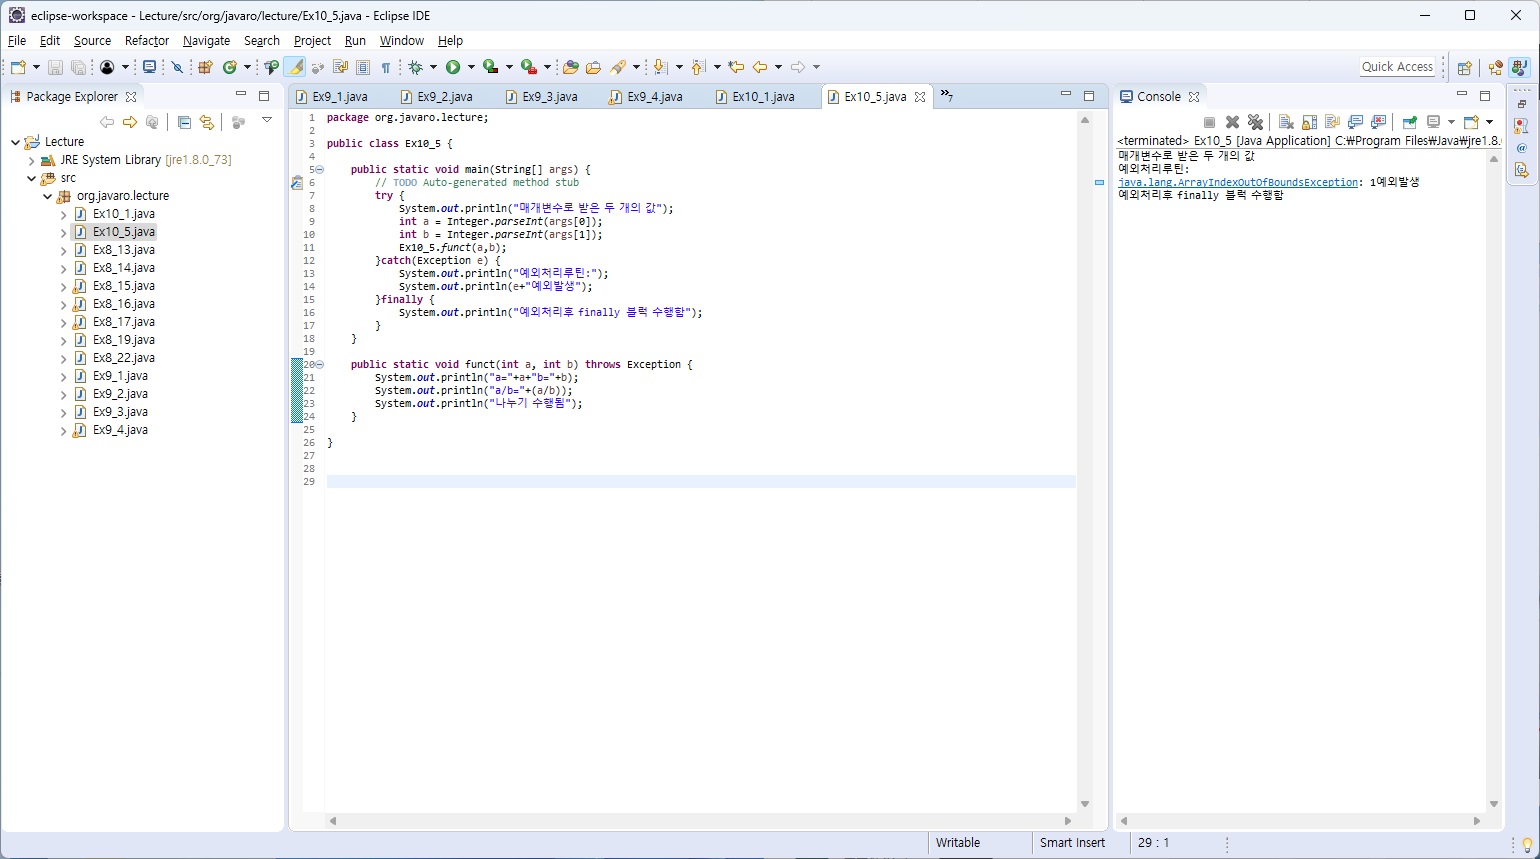 eclipse-workspace - Lecture/src/org/javaro/lecture/Ex10_5.java - Eclipse IDE
File Edit Source Refactor Navigate Search Project Run Window Help
Quick Access
Package Explorer
Lecture
JRE System Library [jre1.8.0_73]
src
org.javaro.lecture
Ex10_1.java
Ex10_5.java
Ex8_13.java
Ex8_14.java
Ex8_15.java
Ex8_16.java
Ex8_17.java
Ex8_19.java
Ex8_22.java
Ex9_1.java
Ex9_2.java
Ex9_3.java
Ex9_4.java
Ex9_1.java Ex9_2.java Ex9_3.java Ex9_4.java Ex10_1.java Ex10_5.java »7
1 package org.javaro.lecture;
2
3 public class Ex10_5 {
4
5 public static void main(String[] args) {
6 // TODO Auto-generated method stub
7 try {
8 System.out.println("매개변수로 받은 두 개의 값");
9 int a = Integer.parseInt(args[0]);
10 int b = Integer.parseInt(args[1]);
11 Ex10_5.funct(a,b);
12 }catch(Exception e) {
13 System.out.println("예외처리루틴:");
14 System.out.println(e+"예외발생");
15 }finally {
16 System.out.println("예외처리후 finally 블럭 수행함");
17 }
18 }
19
20 public static void funct(int a, int b) throws Exception {
21 System.out.println("a="+a+"b="+b);
22 System.out.println("a/b="+(a/b));
23 System.out.println("나누기 수행됨");
24 }
25
26 }
27
28
29
Console
<terminated> Ex10_5 [Java Application] C:₩Program Files₩Java₩jre1.8.
매개변수로 받은 두 개의 값
예외처리루틴:
java.lang.ArrayIndexOutOfBoundsException: 1예외발생
예외처리후 finally 블럭 수행함
Writable Smart Insert 29 : 1